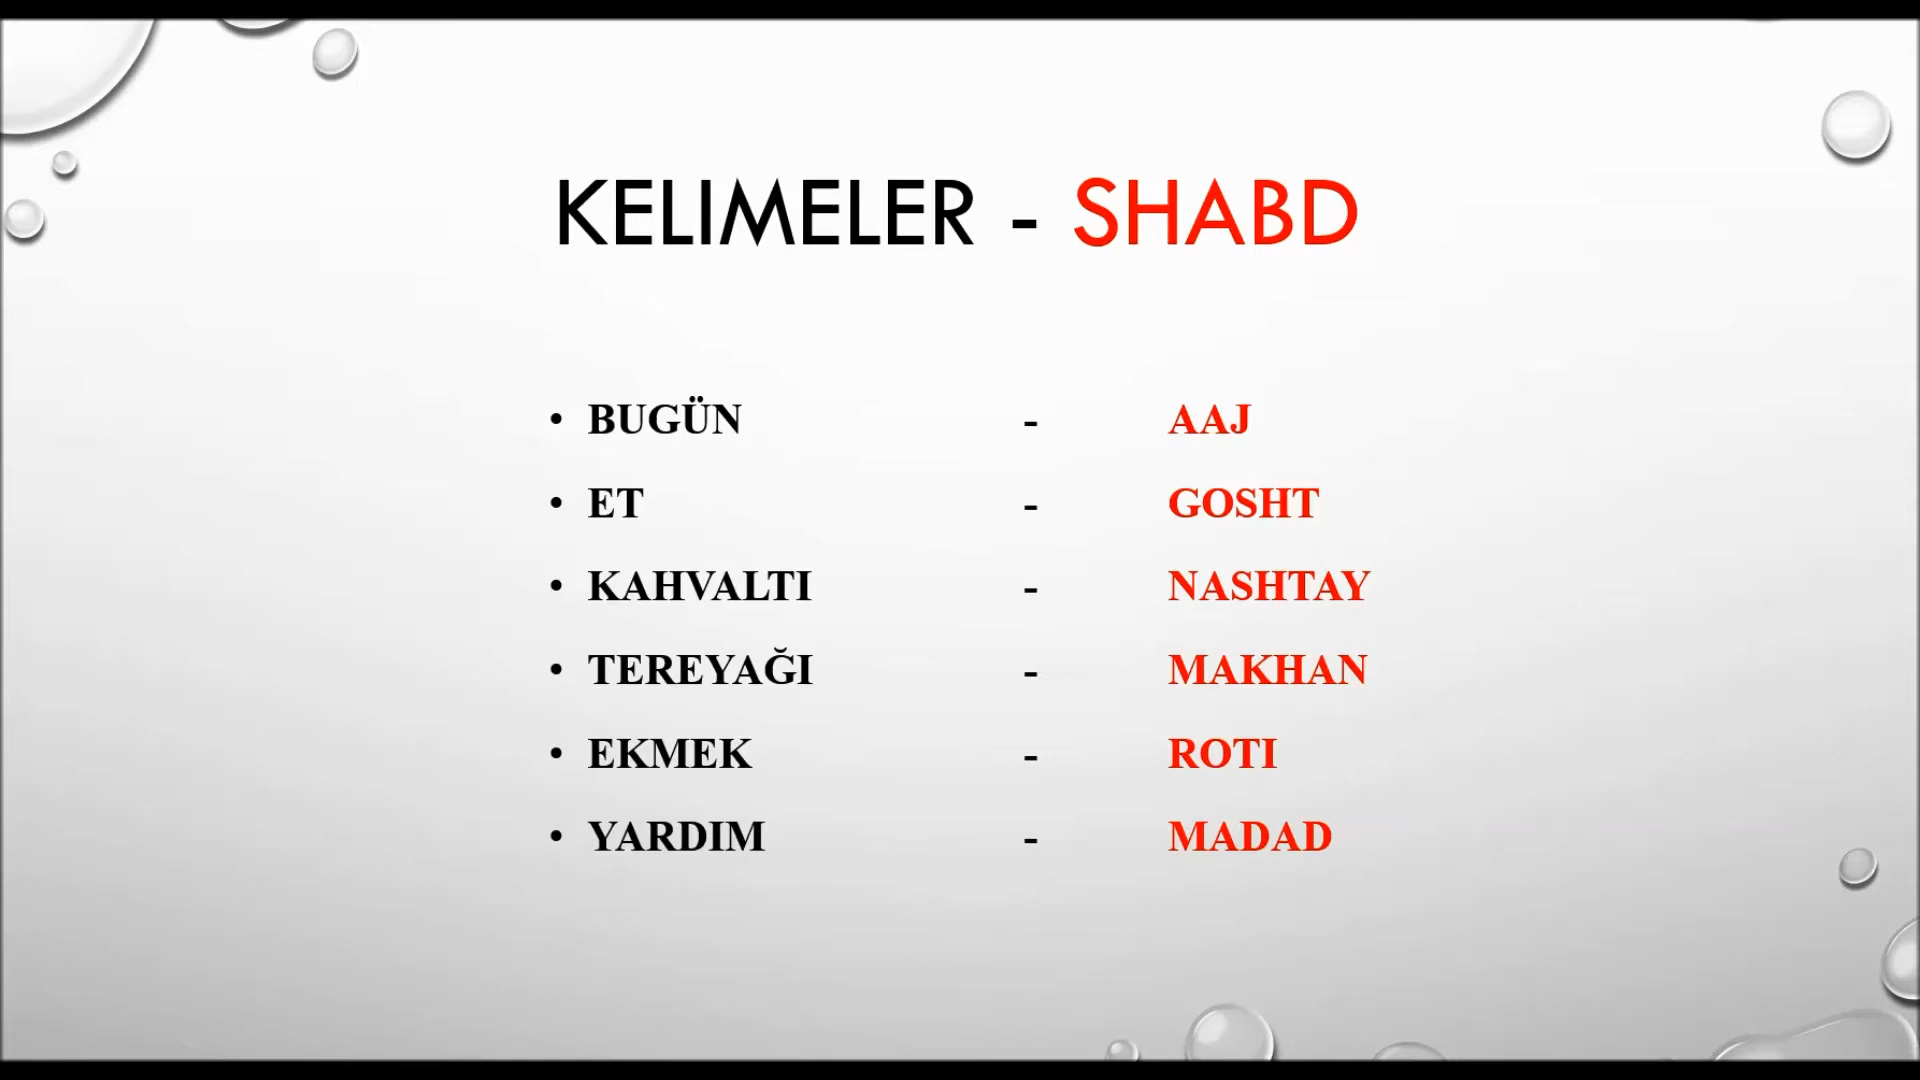 KELIMELER - SHABD
• BUGÜN - AAJ
• ET - GOSHT
• KAHVALTI - NASHTAY
• TEREYAĞI - MAKHAN
• EKMEK - ROTI
• YARDIM - MADAD